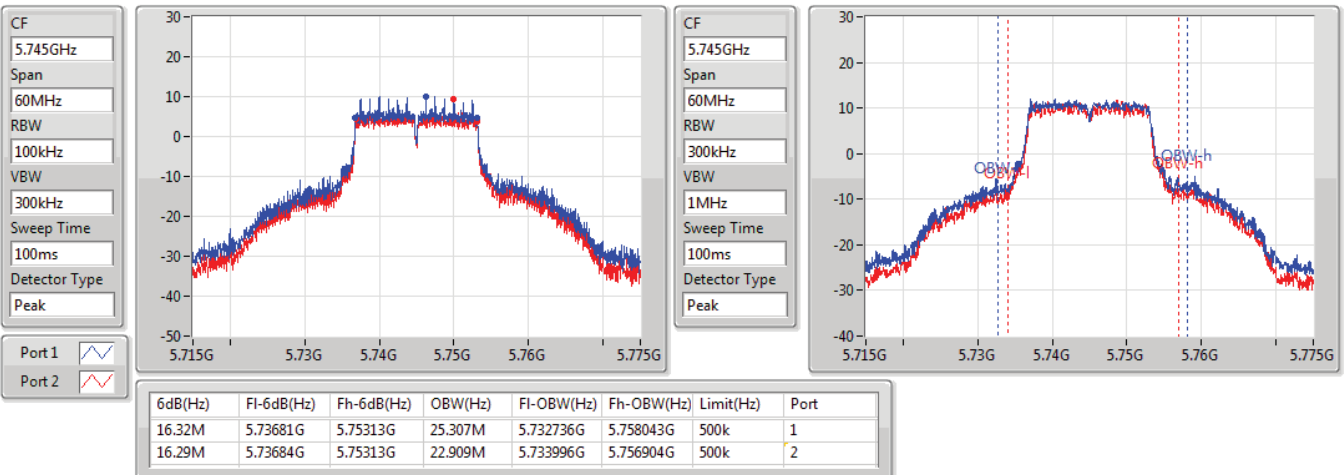 CF
5.745GHz
Span
60MHz
RBW
100kHz
VBW
300kHz
Sweep Time
100ms
Detector Type
Peak
Port 1
Port 2
30
20
10
0
-10
-20
-30
-40
-50
5.715G 5.73G 5.74G 5.75G 5.76G 5.775G
CF
5.745GHz
Span
60MHz
RBW
300kHz
VBW
1MHz
Sweep Time
100ms
Detector Type
Peak
30
20
10
0
-10
-20
-30
-40
OBW-l
OBW-h
OBW-h
5.715G 5.73G 5.74G 5.75G 5.76G 5.775G
6dB(Hz) Fl-6dB(Hz) Fh-6dB(Hz) OBW(Hz) Fl-OBW(Hz) Fh-OBW(Hz) Limit(Hz) Port
16.32M 5.73681G 5.75313G 25.307M 5.732736G 5.758043G 500k 1
16.29M 5.73684G 5.75313G 22.909M 5.733996G 5.756904G 500k 2